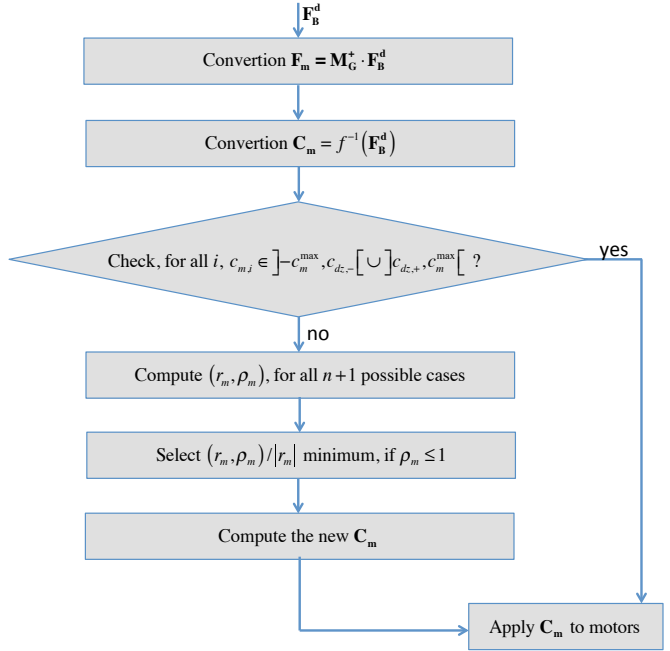 F_B^d
Convertion F_m = M_G^+ · F_B^d
Convertion C_m = f^{-1}(F_B^d)
Check, for all i, c_{m,i} ∈ ]−c_m^{max}, c_{dz,−}[ ∪ ]c_{dz,+}, c_m^{max}[ ?
yes
no
Compute (r_m, ρ_m), for all n+1 possible cases
Select (r_m, ρ_m)/|r_m| minimum, if ρ_m ≤ 1
Compute the new C_m
Apply C_m to motors